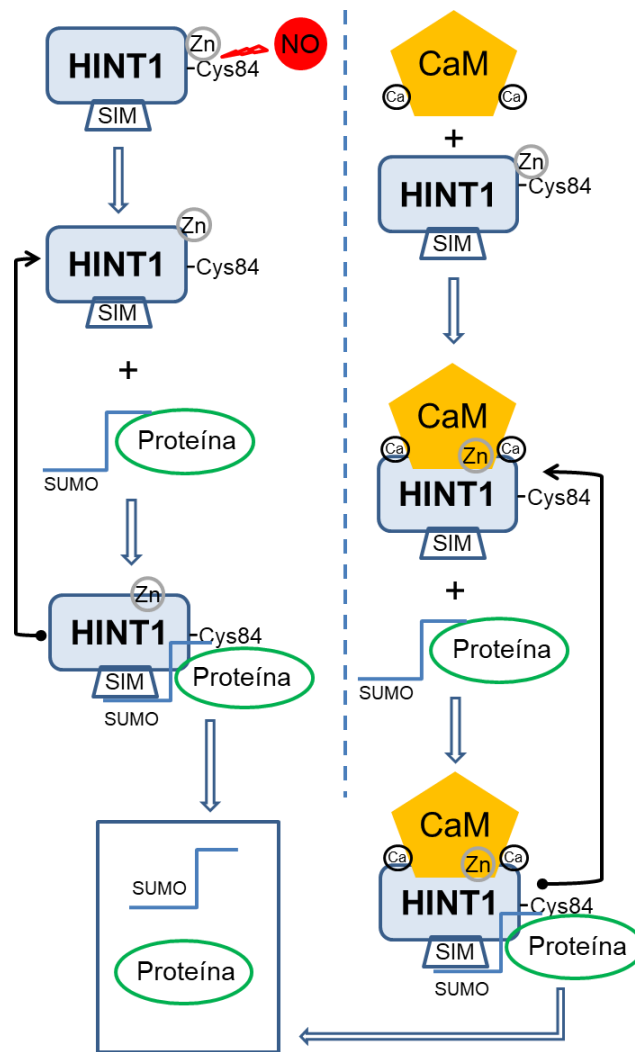 Zn
NO
HINT1
Cys84
SIM
Zn
HINT1
Cys84
SIM
+
Proteína
SUMO
Zn
HINT1
Cys84
Proteína
SIM
SUMO
SUMO
Proteína
CaM
Ca
Ca
+
Zn
HINT1
Cys84
SIM
CaM
Ca
Zn
Ca
HINT1
Cys84
SIM
+
Proteína
SUMO
CaM
Ca
Zn
Ca
HINT1
Cys84
Proteína
SIM
SUMO